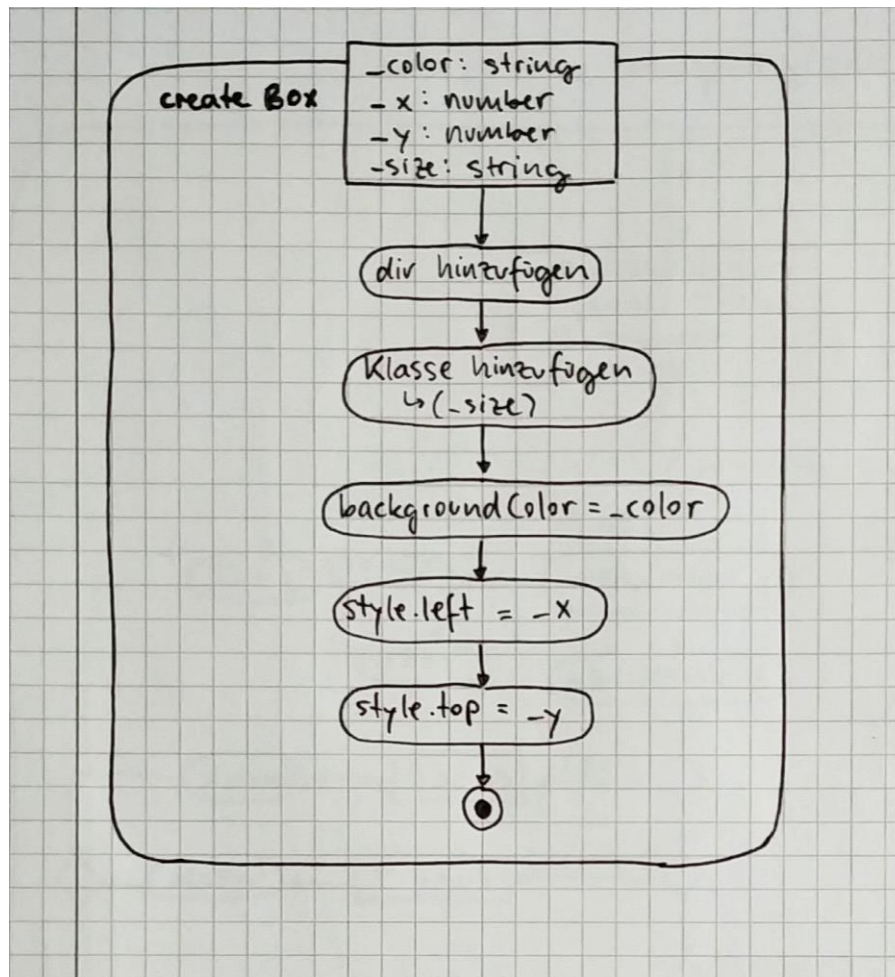 create Box
_color: string
_x: number
_y: number
_size: string
div hinzufügen
Klasse hinzufügen
↳ (_size)
backgroundColor = _color
style.left = _x
style.top = _y